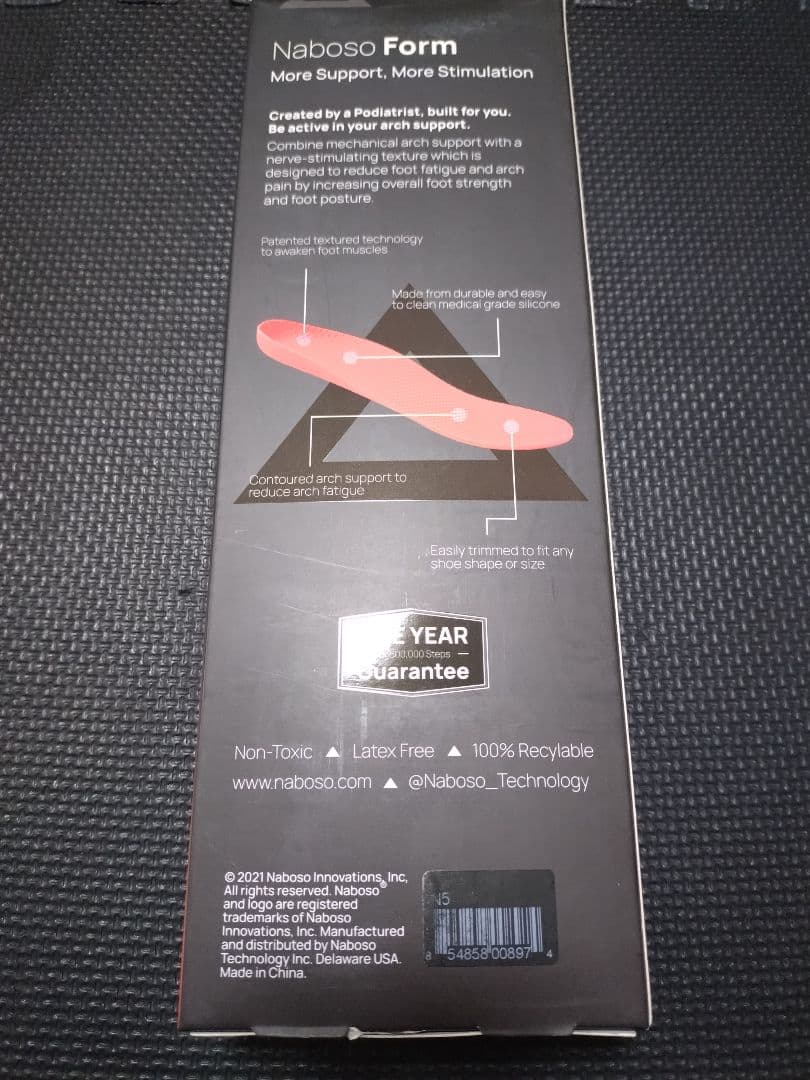 Naboso Form
More Support, More Stimulation
Created by a Podiatrist, built for you.
Be active in your arch support.
Combine mechanical arch support with a
nerve-stimulating texture which is
designed to reduce foot fatigue and arch
pain by increasing overall foot strength
and foot posture.
Patented textured technology
to awaken foot muscles
Made from durable and easy
to clean medical grade silicone
Contoured arch support to
reduce arch fatigue
Easily trimmed to fit any
shoe shape or size
YEAR
Steps
Guarantee
Non-Toxic ▲ Latex Free ▲ 100% Recylable
www.naboso.com ▲ @Naboso_Technology
© 2021 Naboso Innovations, Inc,
All rights reserved. Naboso®
and logo are registered
trademarks of Naboso
Innovations, Inc. Manufactured
and distributed by Naboso
Technology Inc. Delaware USA.
Made in China.
8 54858 00897 4